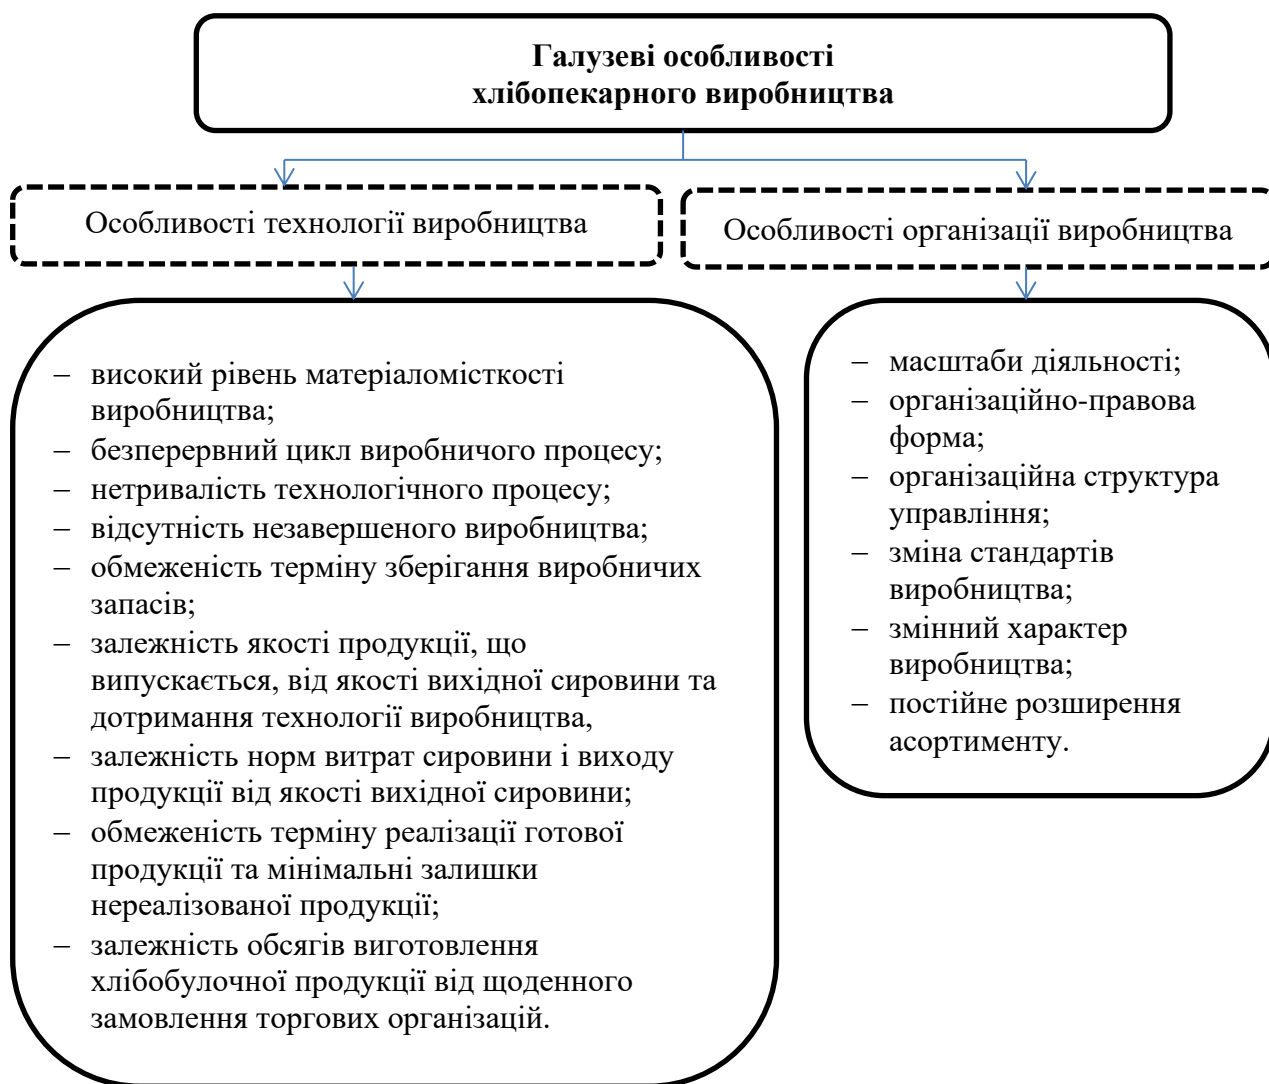 Галузеві особливості
хлібопекарного виробництва
Особливості технології виробництва
Особливості організації виробництва
– високий рівень матеріаломісткості
виробництва;
– безперервний цикл виробничого процесу;
– нетривалість технологічного процесу;
– відсутність незавершеного виробництва;
– обмеженість терміну зберігання виробничих
запасів;
– залежність якості продукції, що
випускається, від якості вихідної сировини та
дотримання технології виробництва,
– залежність норм витрат сировини і виходу
продукції від якості вихідної сировини;
– обмеженість терміну реалізації готової
продукції та мінімальні залишки
нереалізованої продукції;
– залежність обсягів виготовлення
хлібобулочної продукції від щоденного
замовлення торгових організацій.
– масштаби діяльності;
– організаційно-правова
форма;
– організаційна структура
управління;
– зміна стандартів
виробництва;
– змінний характер
виробництва;
– постійне розширення
асортименту.